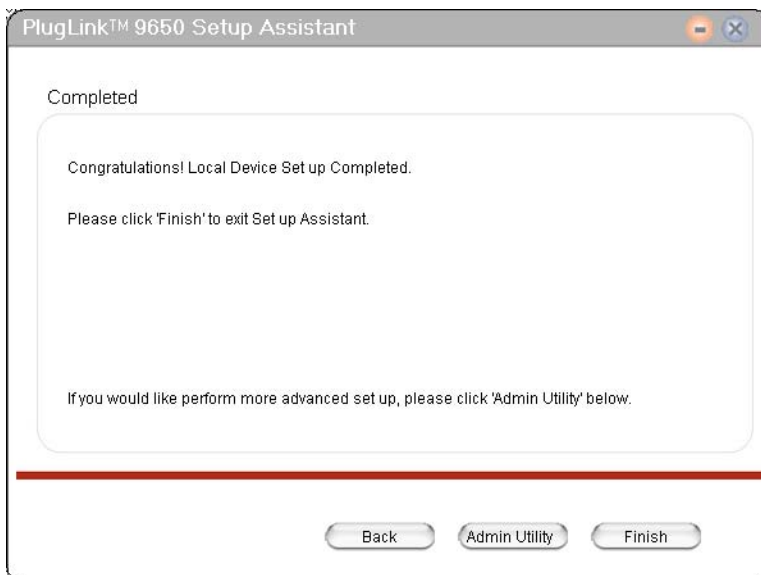 PlugLink™ 9650 Setup Assistant
Completed
Congratulations! Local Device Set up Completed.
Please click 'Finish' to exit Set up Assistant.
If you would like perform more advanced set up, please click 'Admin Utility' below.
Back
Admin Utility
Finish